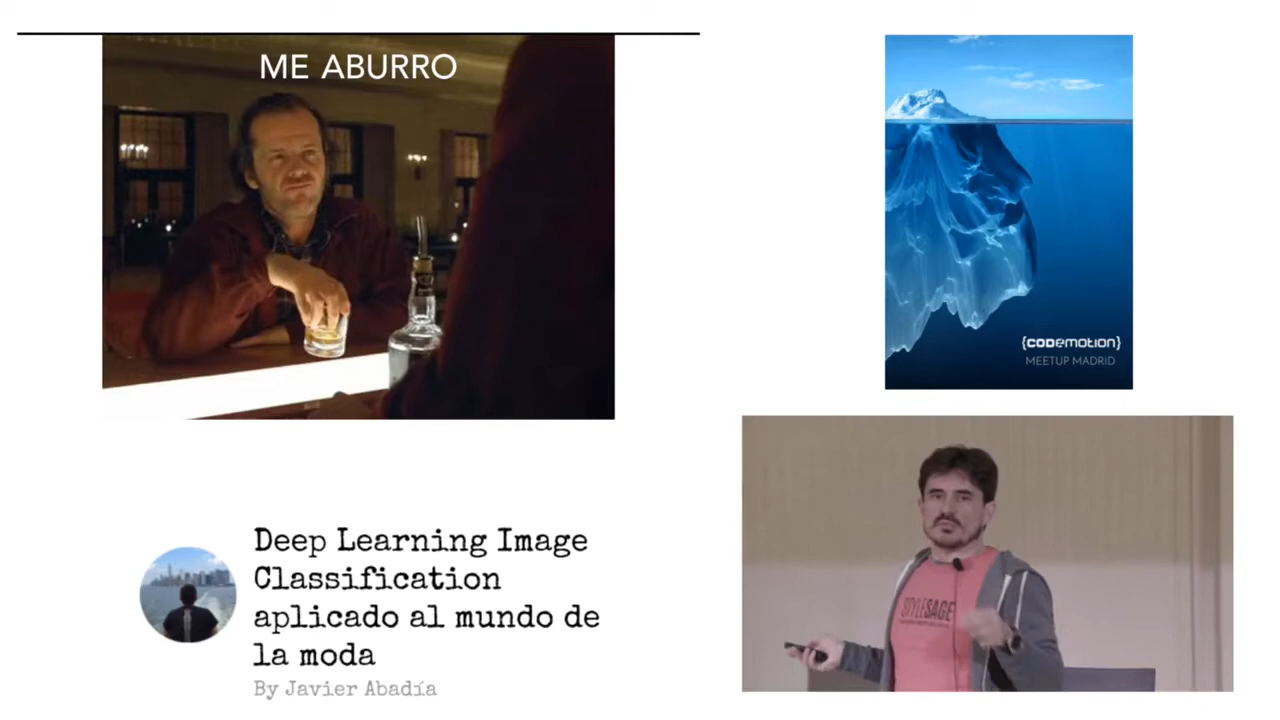 ME ABURRO
{CODEMOTION}
MEETUP MADRID
STYLESAGE
Deep Learning Image
Classification
aplicado al mundo de
la moda
By Javier Abadía